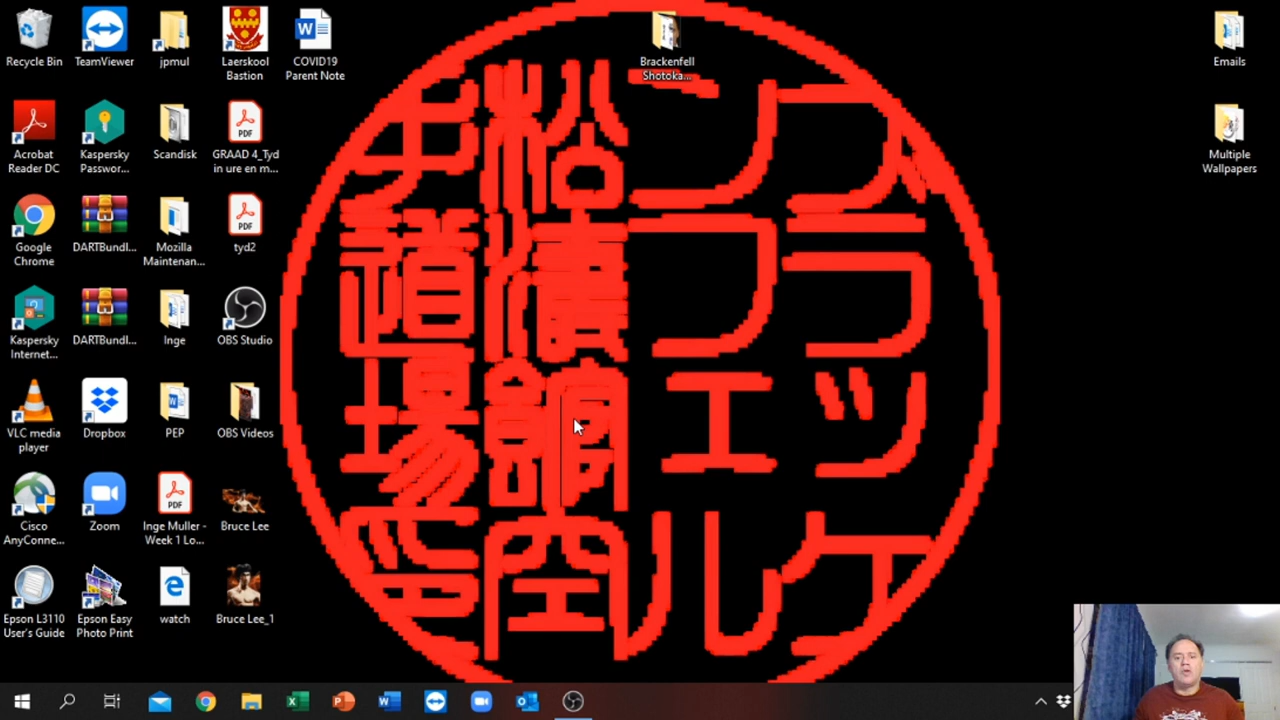 Recycle Bin
TeamViewer
jpmul
Laerskool
Bastion
COVID19
Parent Note
Brackenfell
Shotoka...
Emails
Acrobat
Reader DC
Kaspersky
Passwor...
Scandisk
PDF
GRAAD 4_Tyd
in ure en m...
Multiple
Wallpapers
Google
Chrome
DARTBundl...
Mozilla
Maintenan...
PDF
tyd2
Kaspersky
Internet...
DARTBundl...
Inge
OBS Studio
VLC media
player
Dropbox
PEP
OBS Videos
Cisco
AnyConne...
Zoom
PDF
Inge Muller -
Week 1 Lo...
Bruce Lee
Epson L3110
User's Guide
Epson Easy
Photo Print
watch
Bruce Lee_1
ブラッケ
ンフェル
松濤館空
手道場印